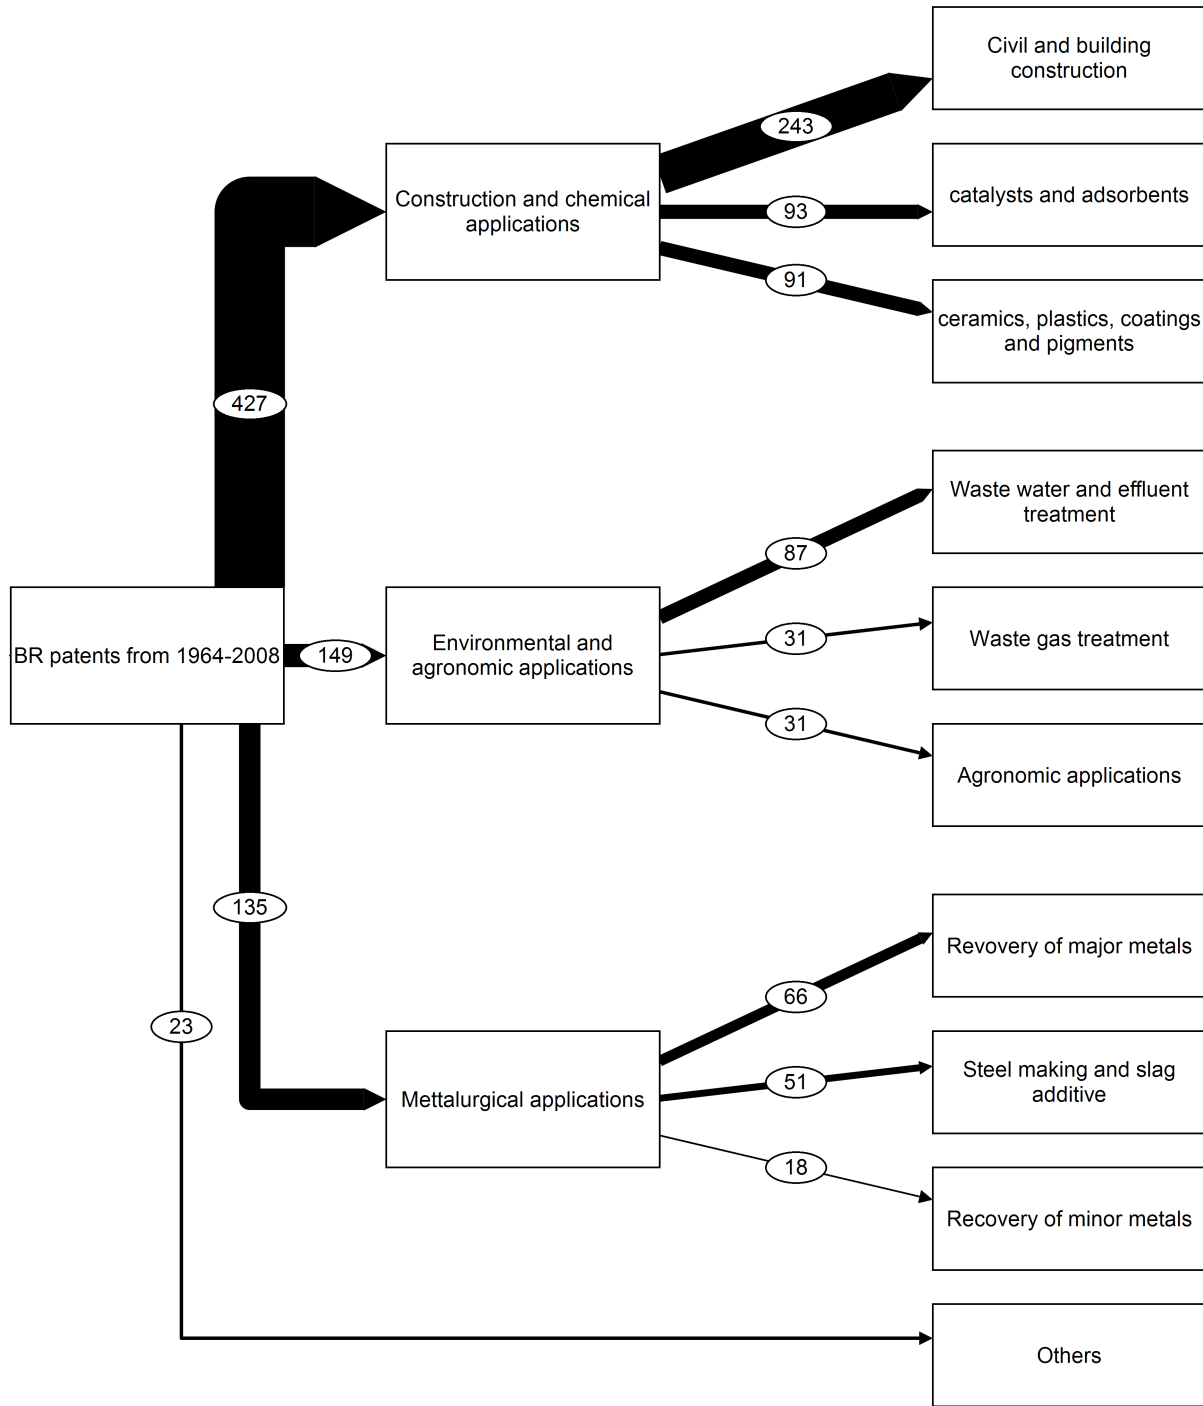 Civil and building
construction
243
Construction and chemical
applications
93
catalysts and adsorbents
91
ceramics, plastics, coatings
and pigments
427
Waste water and effluent
treatment
87
BR patents from 1964-2008
149
Environmental and
agronomic applications
31
Waste gas treatment
31
Agronomic applications
135
Revovery of major metals
66
23
Mettalurgical applications
51
Steel making and slag
additive
18
Recovery of minor metals
Others